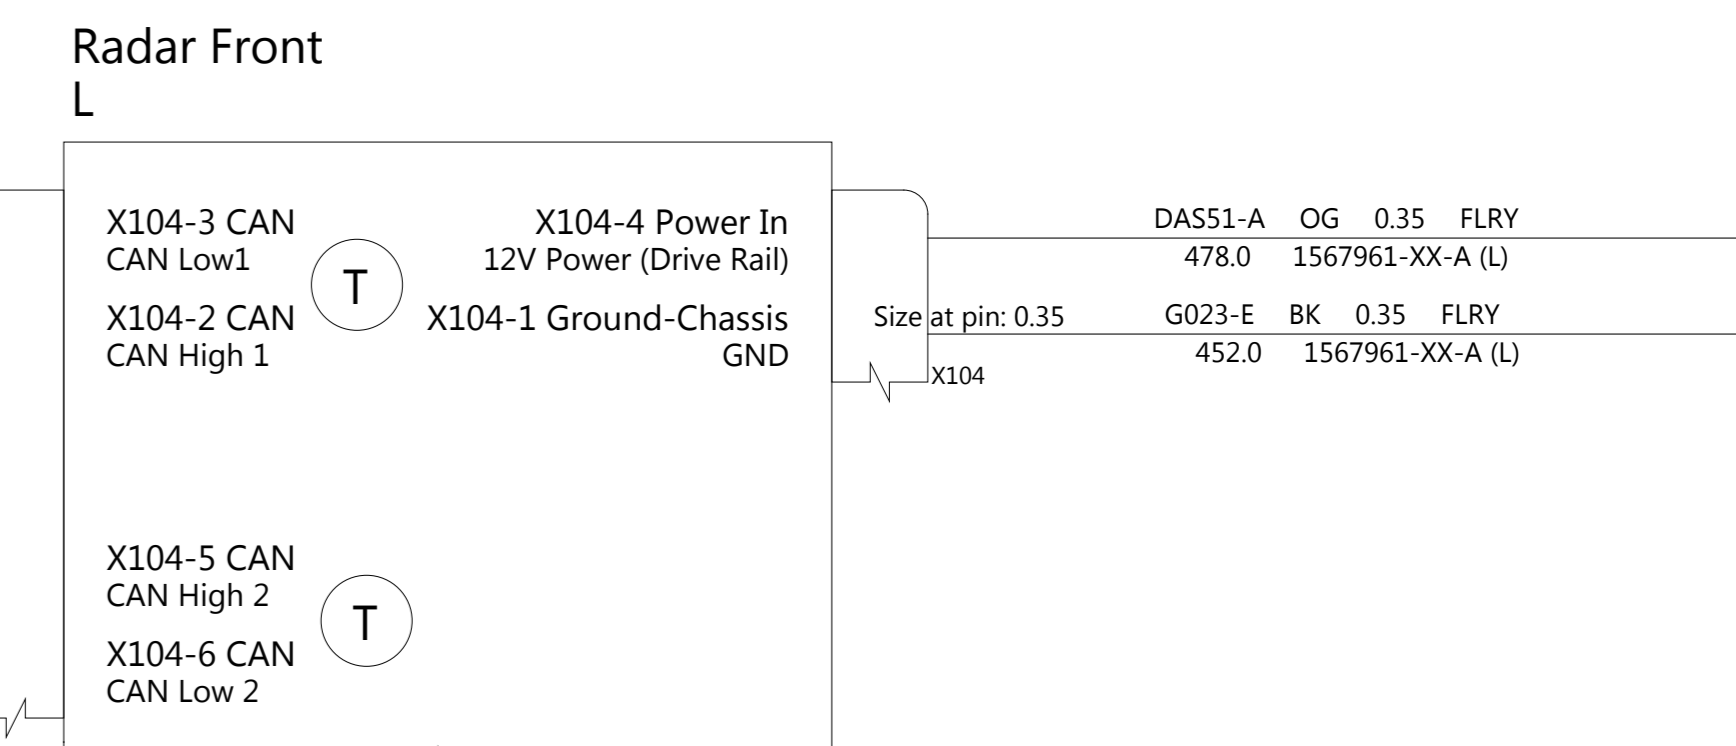 Radar Front
L
X104-3 CAN
CAN Low1
T
X104-2 CAN
CAN High 1
X104-4 Power In
12V Power (Drive Rail)
X104-1 Ground-Chassis
GND
Size at pin: 0.35
X104
DAS51-A OG 0.35 FLRY
478.0 1567961-XX-A (L)
G023-E BK 0.35 FLRY
452.0 1567961-XX-A (L)
X104-5 CAN
CAN High 2
T
X104-6 CAN
CAN Low 2